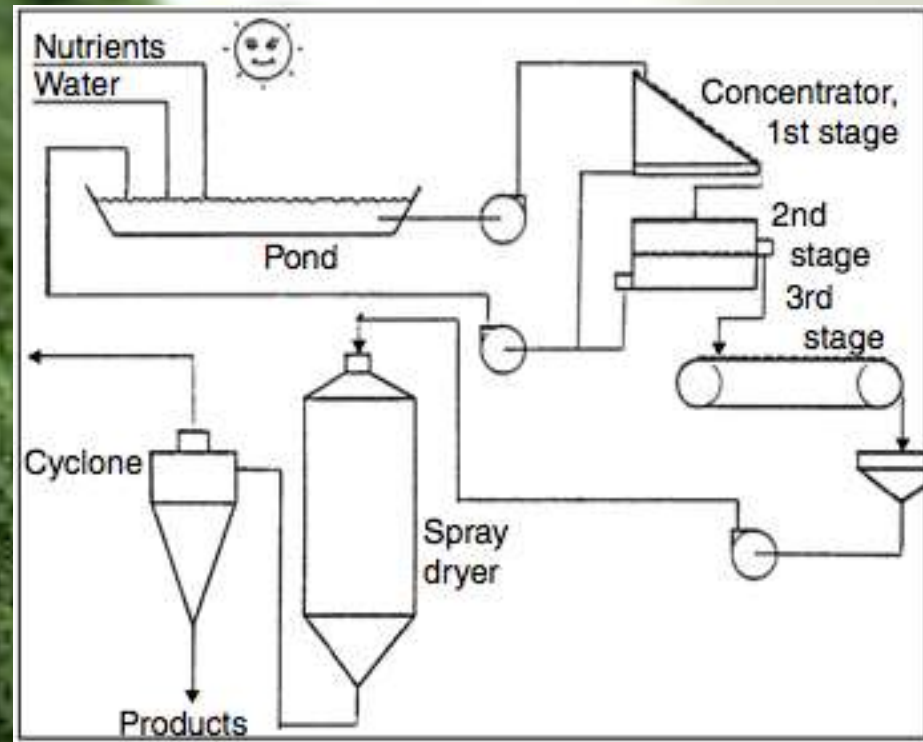 Nutrients
Water
Concentrator,
1st stage
Pond
2nd
stage
3rd
stage
Cyclone
Spray
dryer
Products